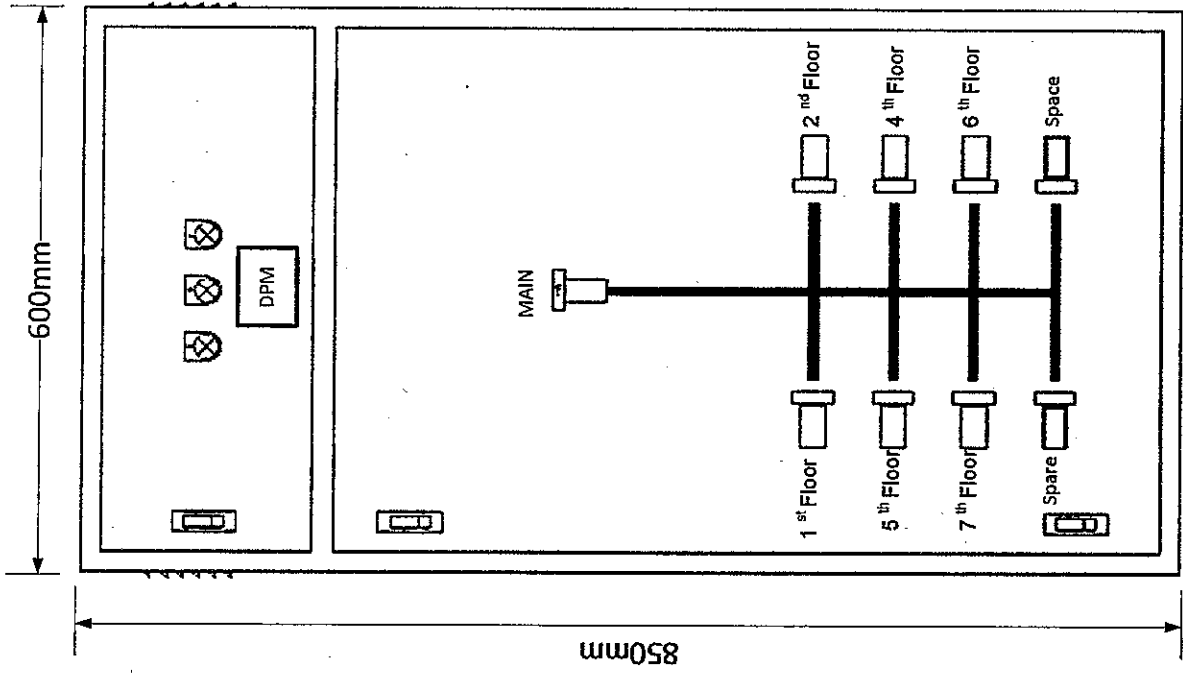 600mm
850mm
DPM
MAIN
1 st Floor
2 nd Floor
5 th Floor
4 th Floor
7 th Floor
6 th Floor
Spare
Space